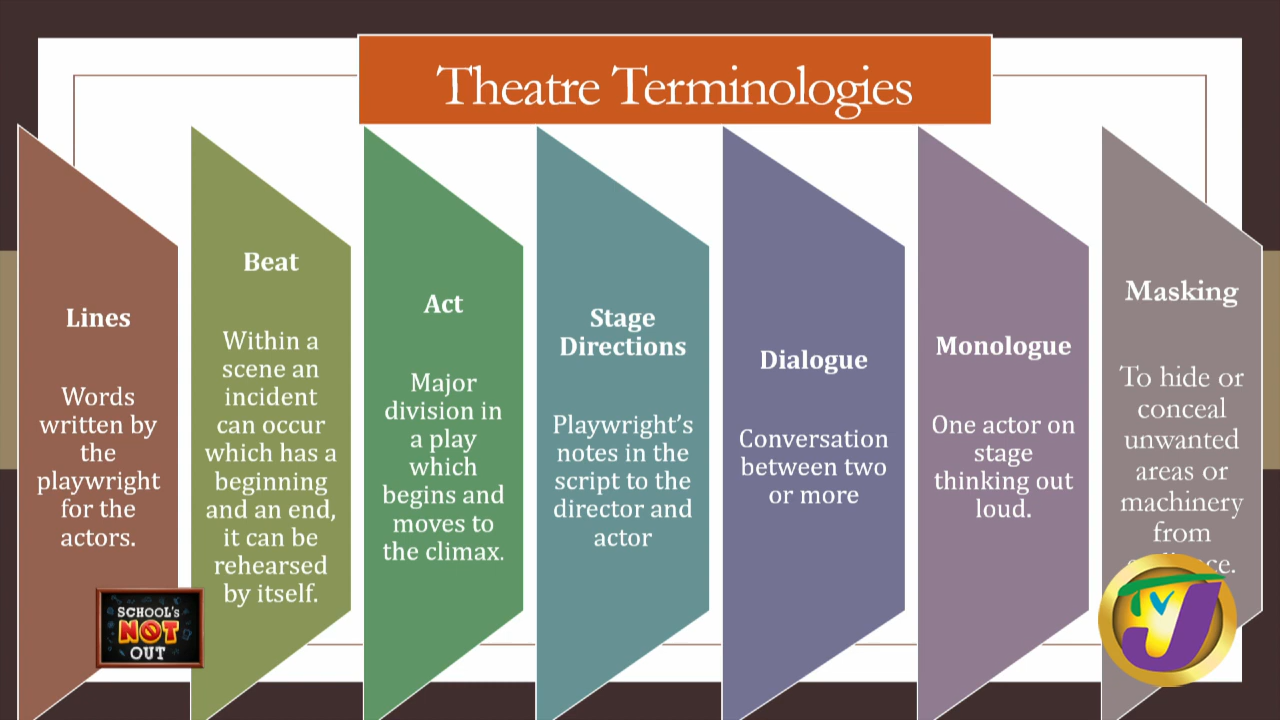 Theatre Terminologies
Lines
Words
written by
the
playwright
for the
actors.
Beat
Within a
scene an
incident
can occur
which has a
beginning
and an end,
it can be
rehearsed
by itself.
Act
Major
division in
a play
which
begins and
moves to
the climax.
Stage
Directions
Playwright's
notes in the
script to the
director and
actor
Dialogue
Conversation
between two
or more
Monologue
One actor on
stage
thinking out
loud.
Masking
To hide or
conceal
unwanted
areas or
machinery
from
SCHOOL's
NOT
OUT
TVJ